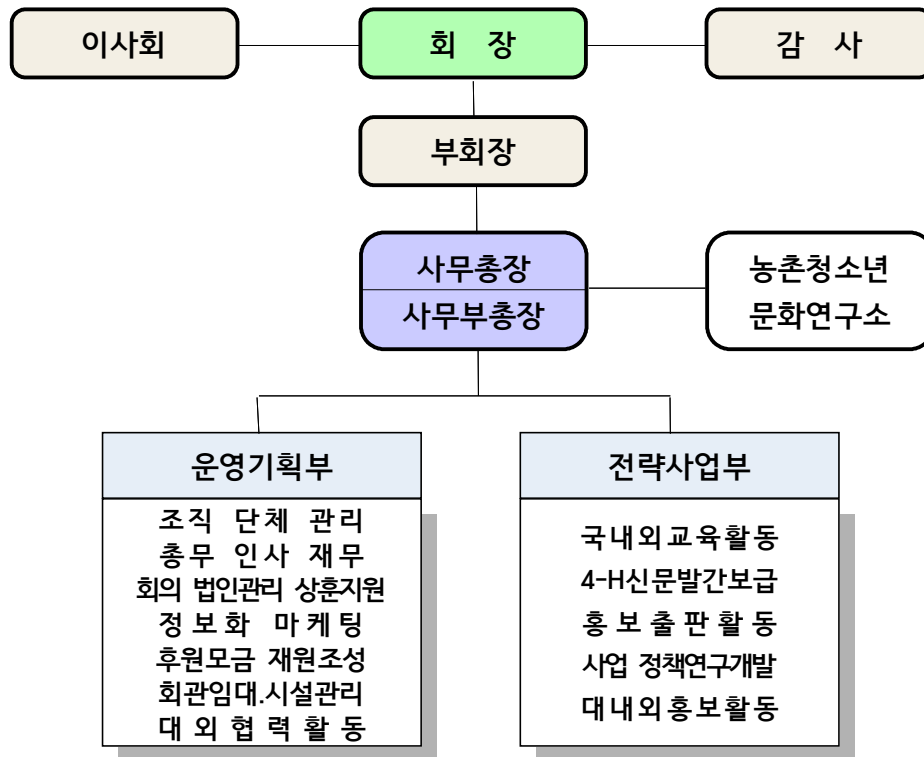 이사회
회 장
감 사
부회장
사무총장
사무부총장
농촌청소년
문화연구소
운영기획부
조직 단체 관리
총무 인사 재무
회의 법인관리 상훈지원
정보화 마케팅
후원모금 재원조성
회관임대.시설관리
대 외 협 력 활 동
전략사업부
국내외교육활동
4-H신문발간보급
홍 보 출 판 활 동
사업 정책연구개발
대내외홍보활동